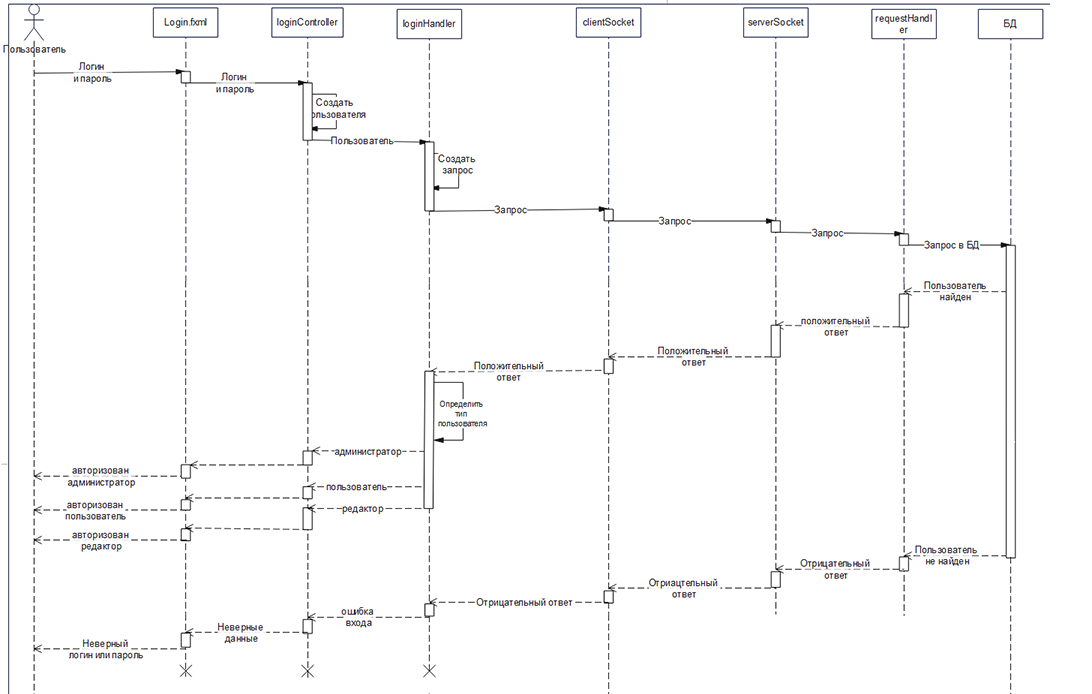 Login.fxml
loginController
loginHandler
clientSocket
serverSocket
requestHandl
er
БД
Пользователь
Логин
и пароль
Логин
и пароль
Создать
ользователя
Пользователь
Создать
запрос
Запрос
Запрос
Запрос
Запрос в БД
Пользователь
найден
положительный
ответ
Положительный
ответ
Положительный
ответ
Определить
тип
пользователя
администратор
авторизован
администратор
пользователь
авторизован
пользователь
редактор
авторизован
редактор
Пользователь
не найден
Отрицательный
ответ
Отриацтельный
ответ
Отрицательный ответ
ошибка
входа
Неверные
данные
Неверный
логин или пароль